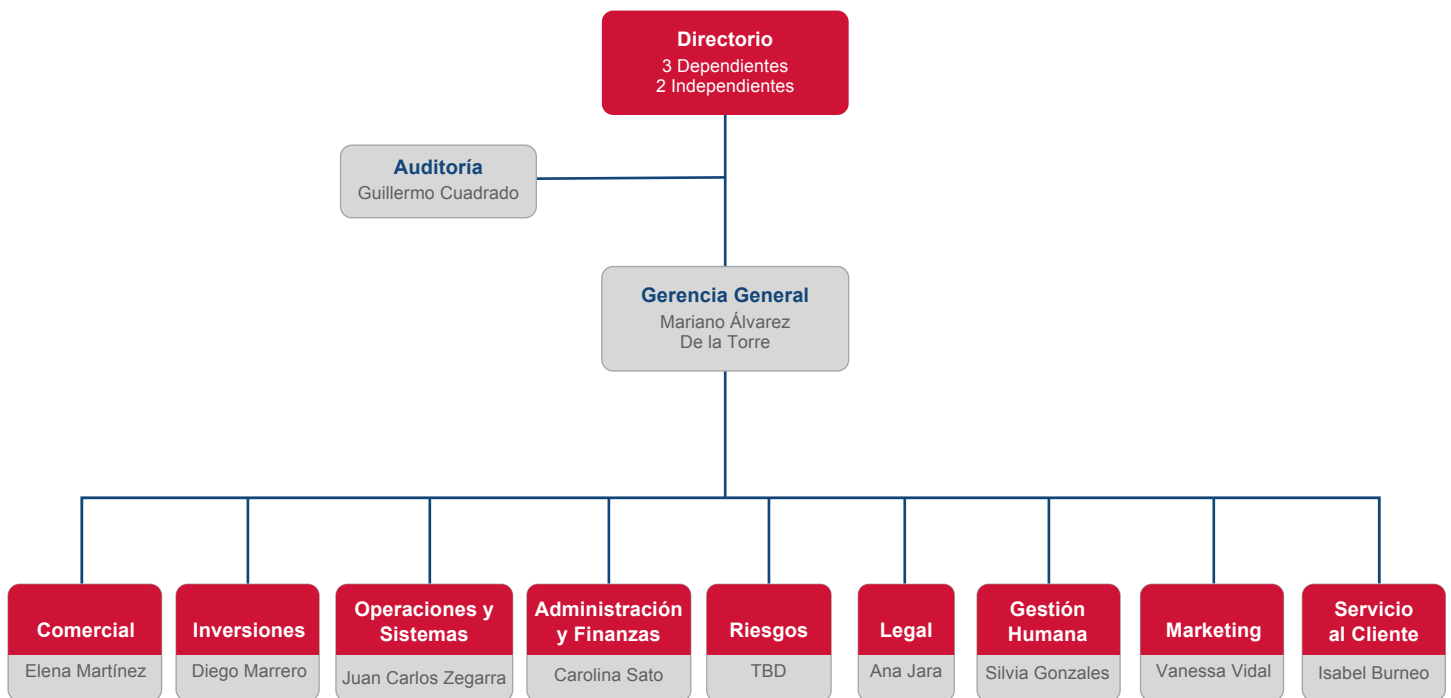 Directorio
3 Dependientes
2 Independientes
Auditoría
Guillermo Cuadrado
Gerencia General
Mariano Álvarez
De la Torre
Comercial
Elena Martínez
Inversiones
Diego Marrero
Operaciones y
Sistemas
Juan Carlos Zegarra
Administración
y Finanzas
Carolina Sato
Riesgos
TBD
Legal
Ana Jara
Gestión
Humana
Silvia Gonzales
Marketing
Vanessa Vidal
Servicio
al Cliente
Isabel Burneo